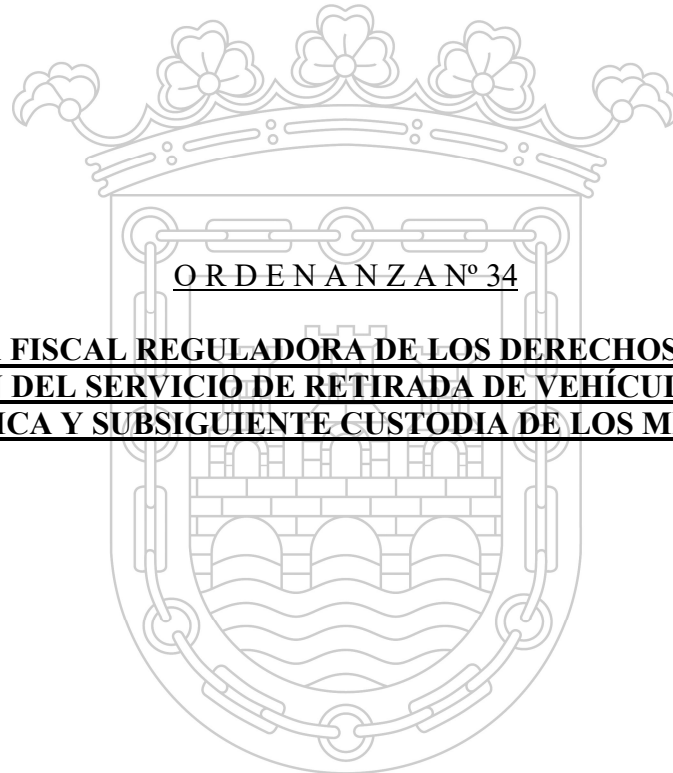 O R D E N A N Z A Nº 34
FISCAL REGULADORA DE LOS DERECHOS
DEL SERVICIO DE RETIRADA DE
Y SUBSIGUIENTE CUSTODIA DE LOS